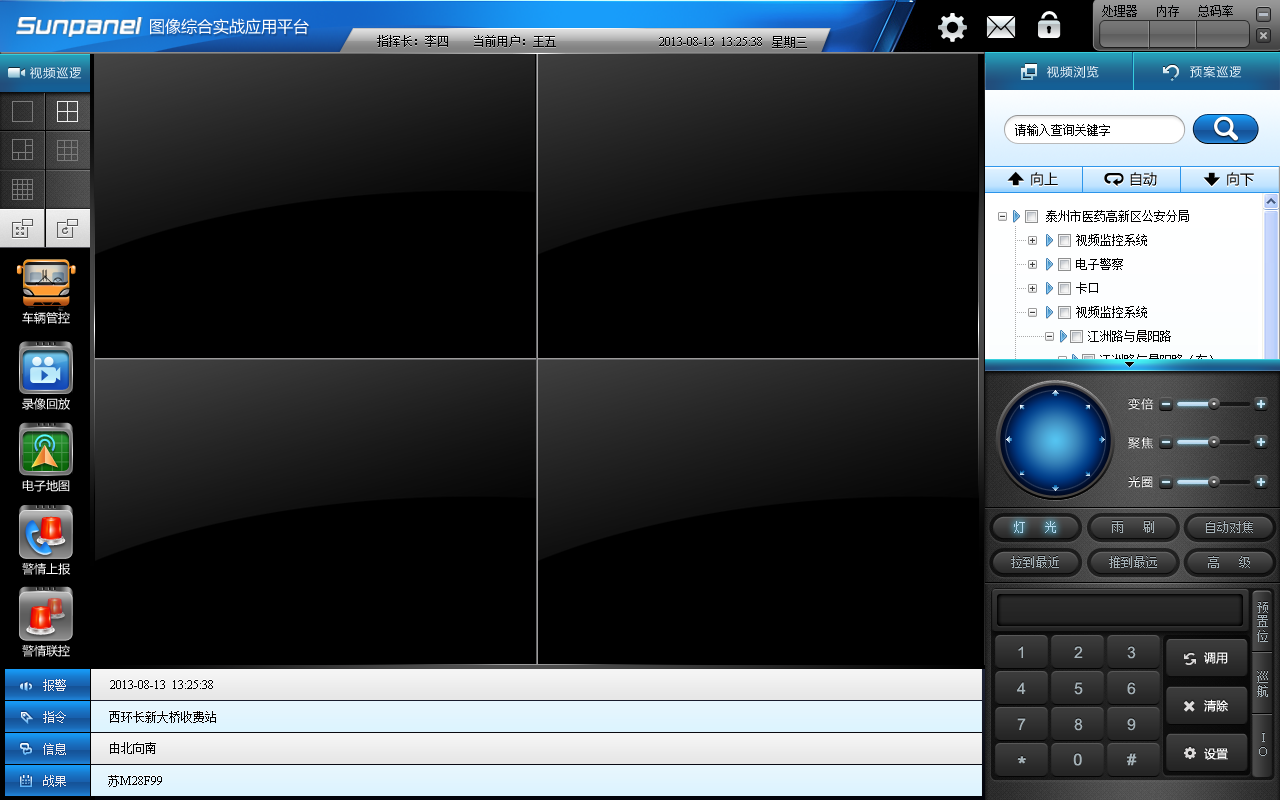 Sunpanel 图像综合实战应用平台
指挥长：李四 当前用户：王五 2013-08-13 13:25:38 星期三
处理器 内存 总码率
视频巡逻
视频浏览 预案巡逻
请输入查询关键字
向上 自动 向下
泰州市医药高新区公安分局
视频监控系统
电子警察
卡口
视频监控系统
江洲路与晨阳路
江洲路与晨阳路（东）
车辆管控
录像回放
电子地图
警情上报
警情联控
变倍
聚焦
光圈
灯 光 雨 刷 自动对焦
拉到最近 推到最远 高 级
预置位
巡航
IO
1 2 3 调用
4 5 6
清除
7 8 9
* 0 # 设置
报警 2013-08-13 13:25:38
指令 西环长新大桥收费站
信息 由北向南
战果 苏M28F99